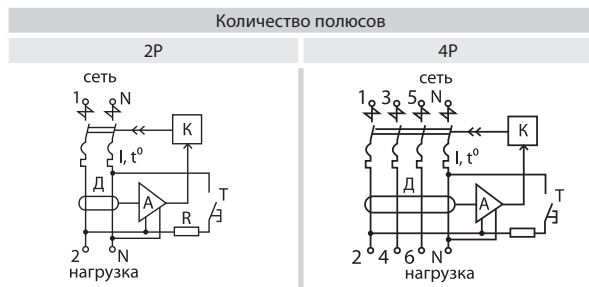 Количество полюсов
2P
4P
сеть
1 N
К
I, t⁰
Д
А
T
R
2 N
нагрузка
сеть
1 3 5 N
К
I, t⁰
Д
А
T
2 4 6 N
нагрузка